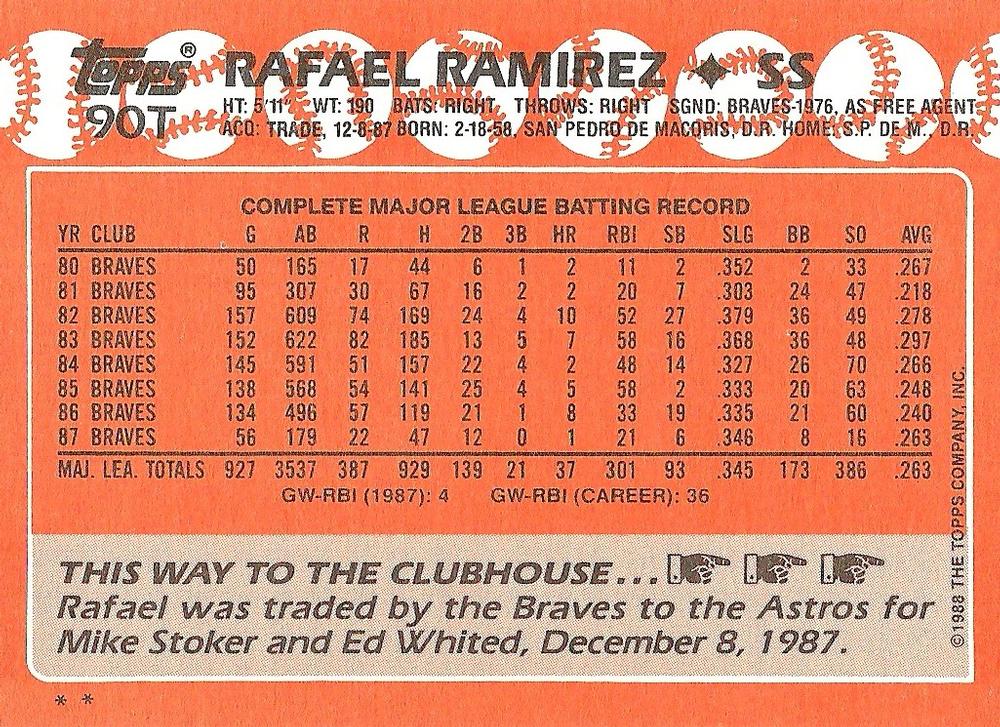 topps® RAFAEL RAMIREZ ◆ SS
90T HT: 5'11" WT: 190 BATS: RIGHT THROWS: RIGHT SGND: BRAVES-1976, AS FREE AGENT
ACQ: TRADE, 12-8-87 BORN: 2-18-58, SAN PEDRO DE MACORIS, D.R. HOME: S.P. DE M., D.R.
COMPLETE MAJOR LEAGUE BATTING RECORD
YR CLUB G AB R H 2B 3B HR RBI SB SLG BB SO AVG
80 BRAVES 50 165 17 44 6 1 2 11 2 .352 2 33 .267
81 BRAVES 95 307 30 67 16 2 2 20 7 .303 24 47 .218
82 BRAVES 157 609 74 169 24 4 10 52 27 .379 36 49 .278
83 BRAVES 152 622 82 185 13 5 7 58 16 .368 36 48 .297
84 BRAVES 145 591 51 157 22 4 2 48 14 .327 26 70 .266
85 BRAVES 138 568 54 141 25 4 5 58 2 .333 20 63 .248
86 BRAVES 134 496 57 119 21 1 8 33 19 .335 21 60 .240
87 BRAVES 56 179 22 47 12 0 1 21 6 .346 8 16 .263
MAJ. LEA. TOTALS 927 3537 387 929 139 21 37 301 93 .345 173 386 .263
GW-RBI (1987): 4 GW-RBI (CAREER): 36
THIS WAY TO THE CLUBHOUSE...
Rafael was traded by the Braves to the Astros for
Mike Stoker and Ed Whited, December 8, 1987.
©1988 THE TOPPS COMPANY, INC.
* *